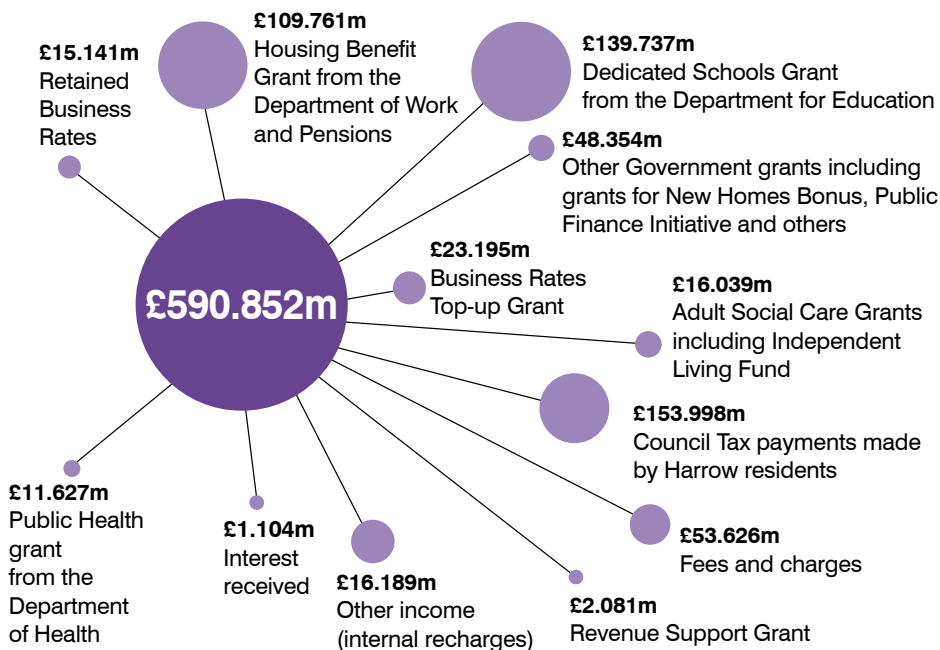 £15.141m
Retained
Business
Rates
£109.761m
Housing Benefit
Grant from the
Department of Work
and Pensions
£139.737m
Dedicated Schools Grant
from the Department for Education
£48.354m
Other Government grants including
grants for New Homes Bonus, Public
Finance Initiative and others
£23.195m
Business Rates
Top-up Grant
£16.039m
Adult Social Care Grants
including Independent
Living Fund
£590.852m
£153.998m
Council Tax payments made
by Harrow residents
£53.626m
Fees and charges
£2.081m
Revenue Support Grant
£16.189m
Other income
(internal recharges)
£1.104m
Interest
received
£11.627m
Public Health
grant
from the
Department
of Health